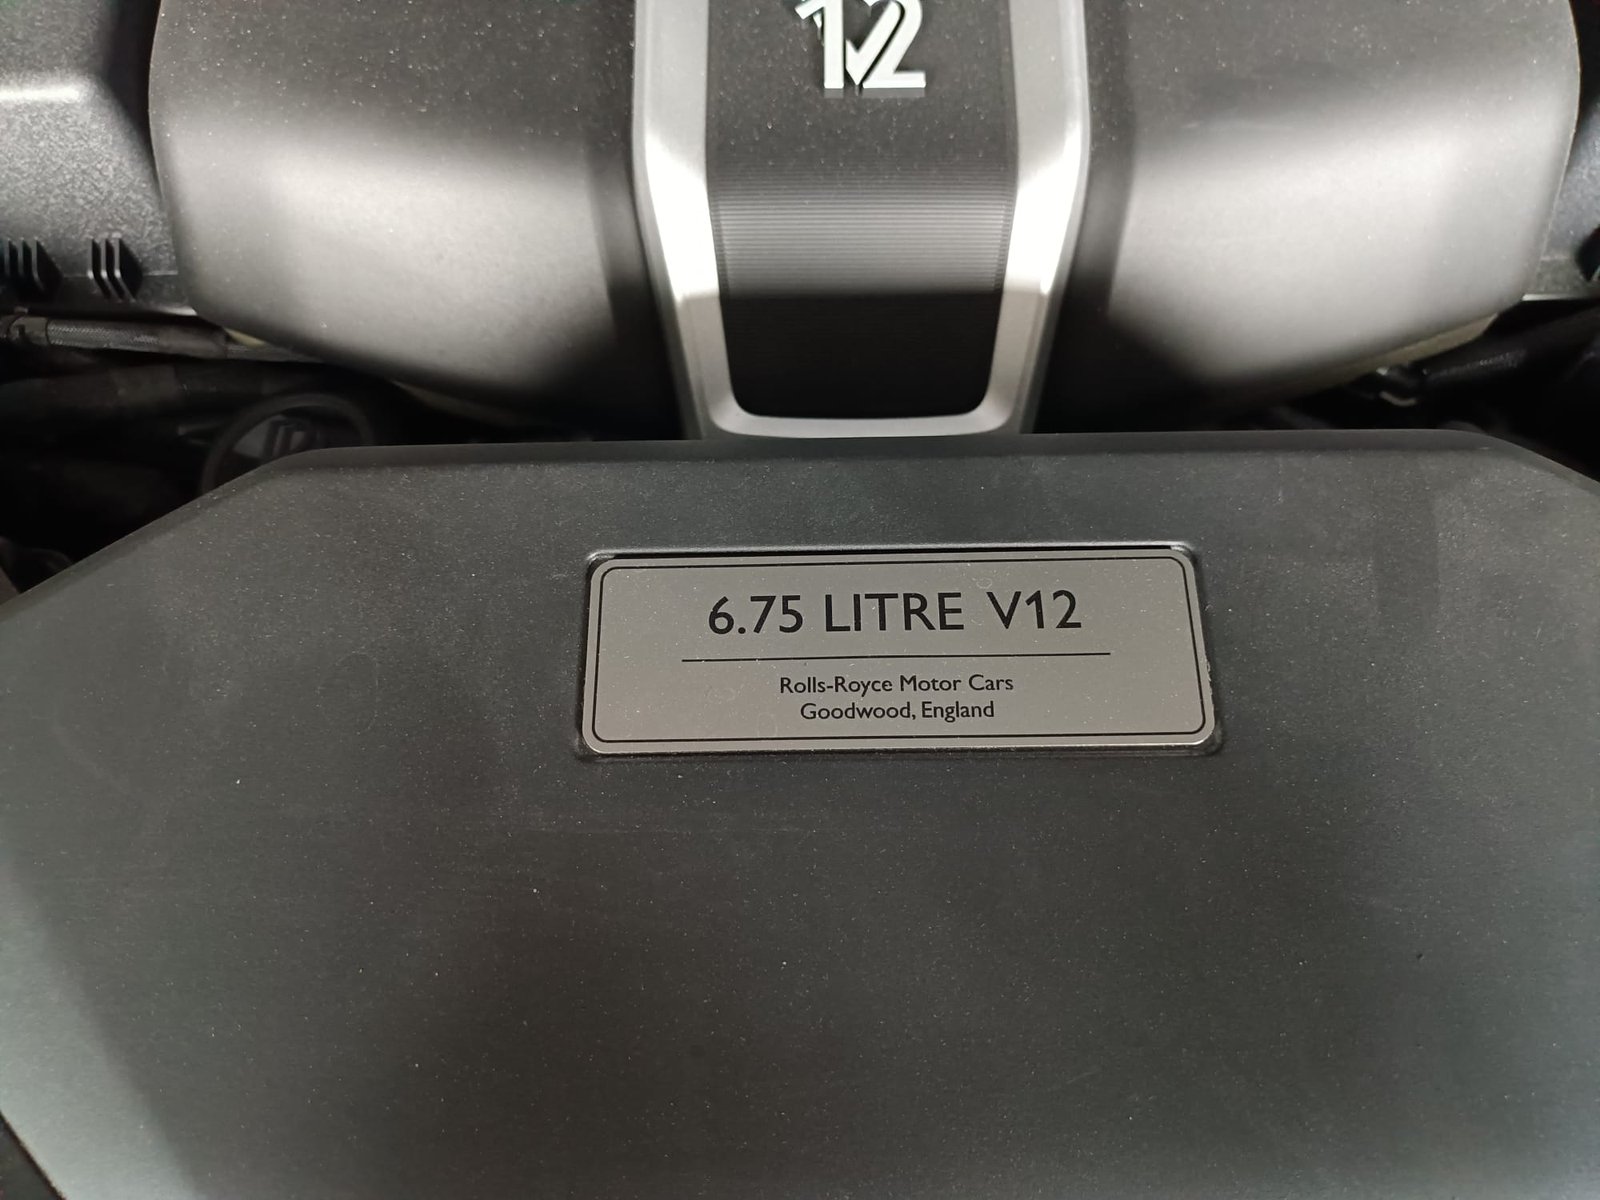 V12
6.75 LITRE V12
Rolls-Royce Motor Cars
Goodwood, England